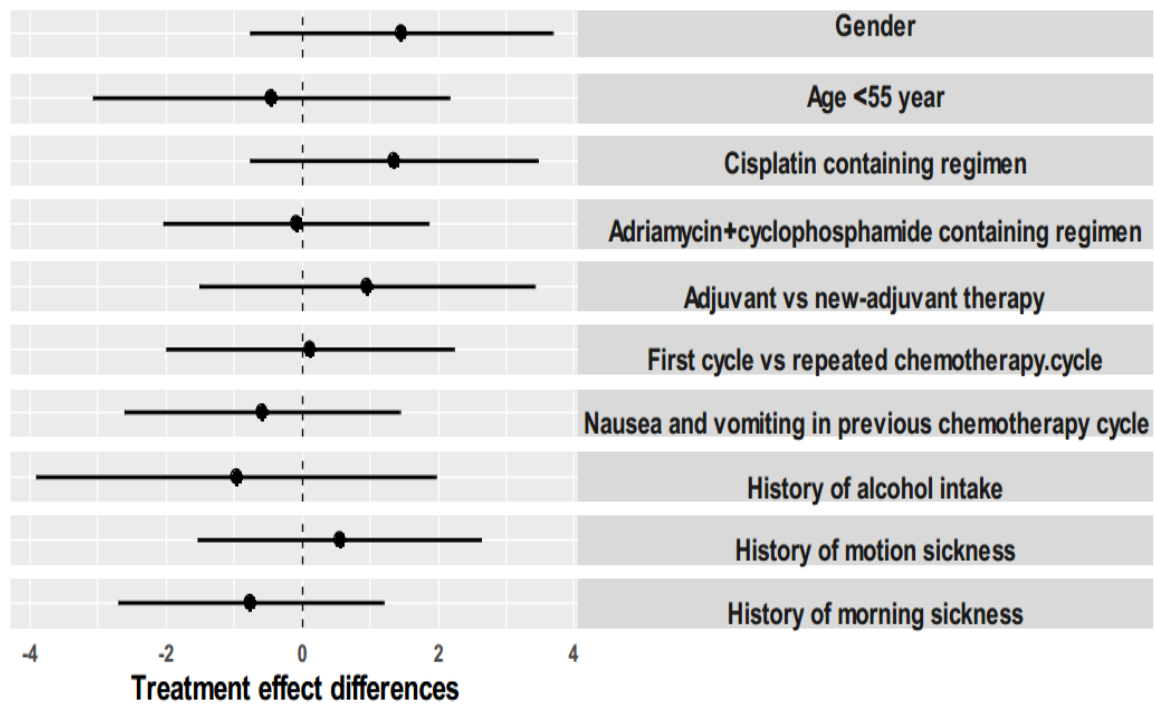 Gender
Age <55 year
Cisplatin containing regimen
Adriamycin+cyclophosphamide containing regimen
Adjuvant vs new-adjuvant therapy
First cycle vs repeated chemotherapy.cycle
Nausea and vomiting in previous chemotherapy cycle
History of alcohol intake
History of motion sickness
History of morning sickness
-4 -2 0 2 4
Treatment effect differences